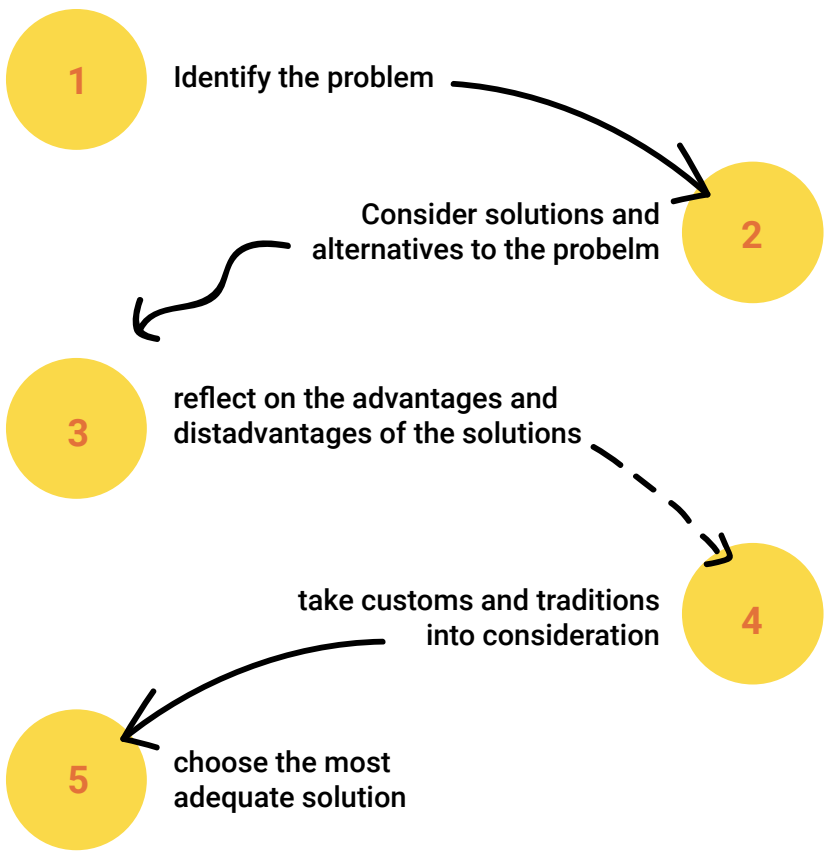 1
Identify the problem
2
Consider solutions and
alternatives to the probelm
3
reflect on the advantages and
distadvantages of the solutions
4
take customs and traditions
into consideration
5
choose the most
adequate solution